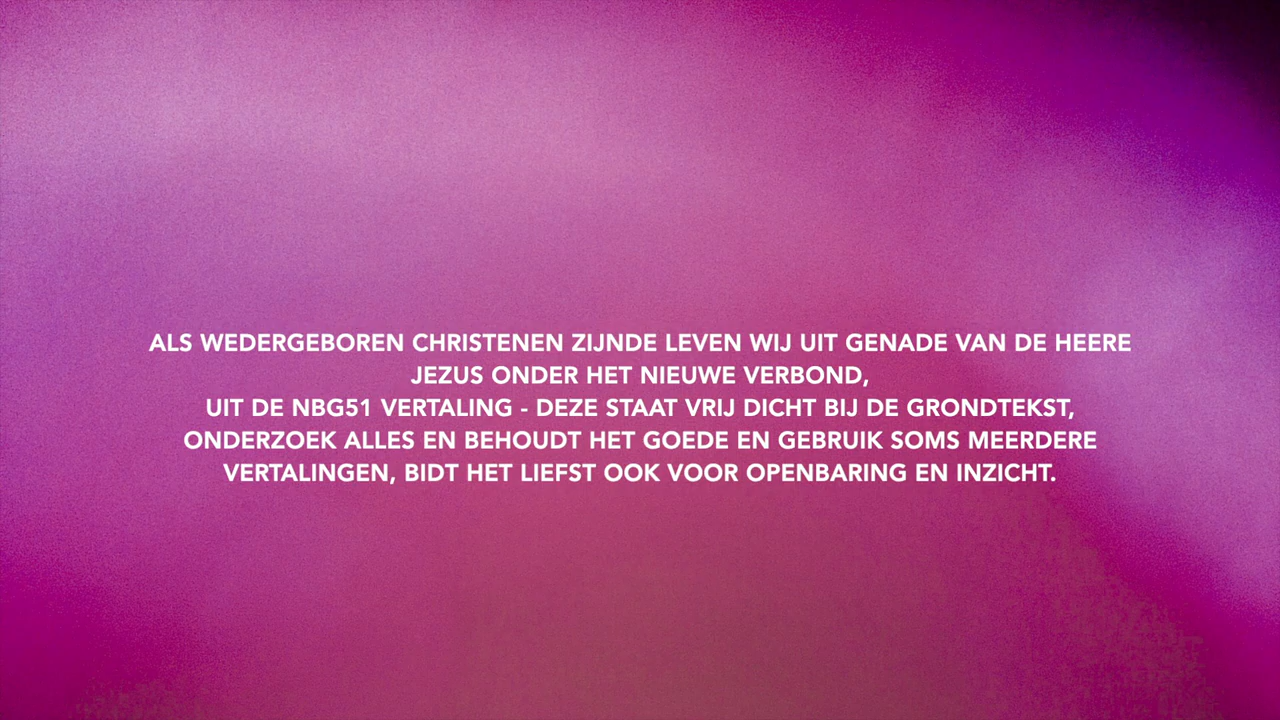 ALS WEDERGEBOREN CHRISTENEN ZIJNDE LEVEN WIJ UIT GENADE VAN DE HEERE
JEZUS ONDER HET NIEUWE VERBOND,
UIT DE NBG51 VERTALING - DEZE STAAT VRIJ DICHT BIJ DE GRONDTEKST,
ONDERZOEK ALLES EN BEHOUDT HET GOEDE EN GEBRUIK SOMS MEERDERE
VERTALINGEN, BIDT HET LIEFST OOK VOOR OPENBARING EN INZICHT.